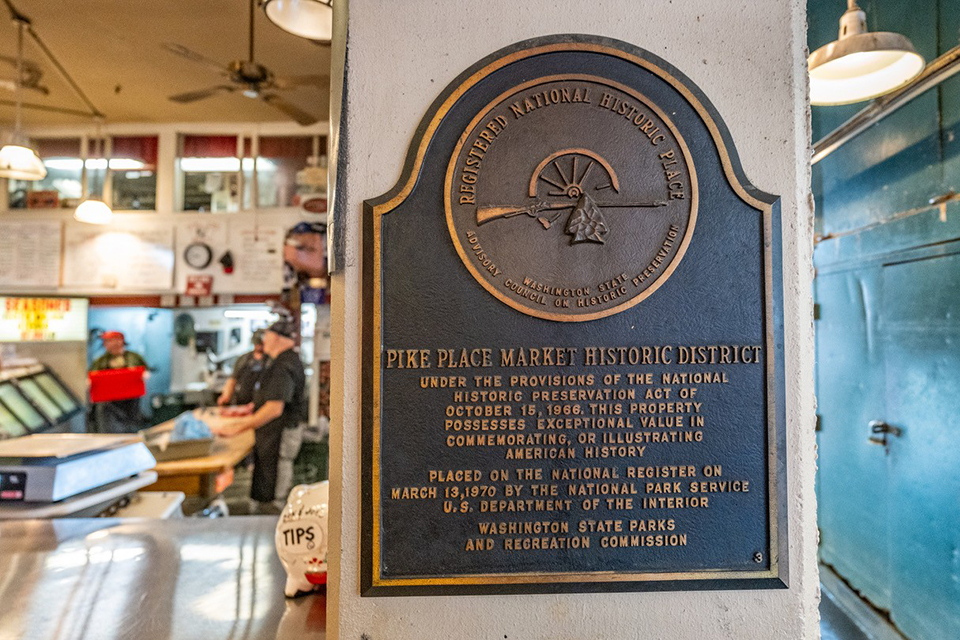 REGISTERED NATIONAL HISTORIC PLACE
WASHINGTON STATE
ADVISORY COUNCIL ON HISTORIC PRESERVATION
PIKE PLACE MARKET HISTORIC DISTRICT
UNDER THE PROVISIONS OF THE NATIONAL
HISTORIC PRESERVATION ACT OF
OCTOBER 15, 1966, THIS PROPERTY
POSSESSES EXCEPTIONAL VALUE IN
COMMEMORATING, OR ILLUSTRATING
AMERICAN HISTORY
PLACED ON THE NATIONAL REGISTER ON
MARCH 13,1970 BY THE NATIONAL PARK SERVICE
U.S. DEPARTMENT OF THE INTERIOR
WASHINGTON STATE PARKS
AND RECREATION COMMISSION
3
TIPS